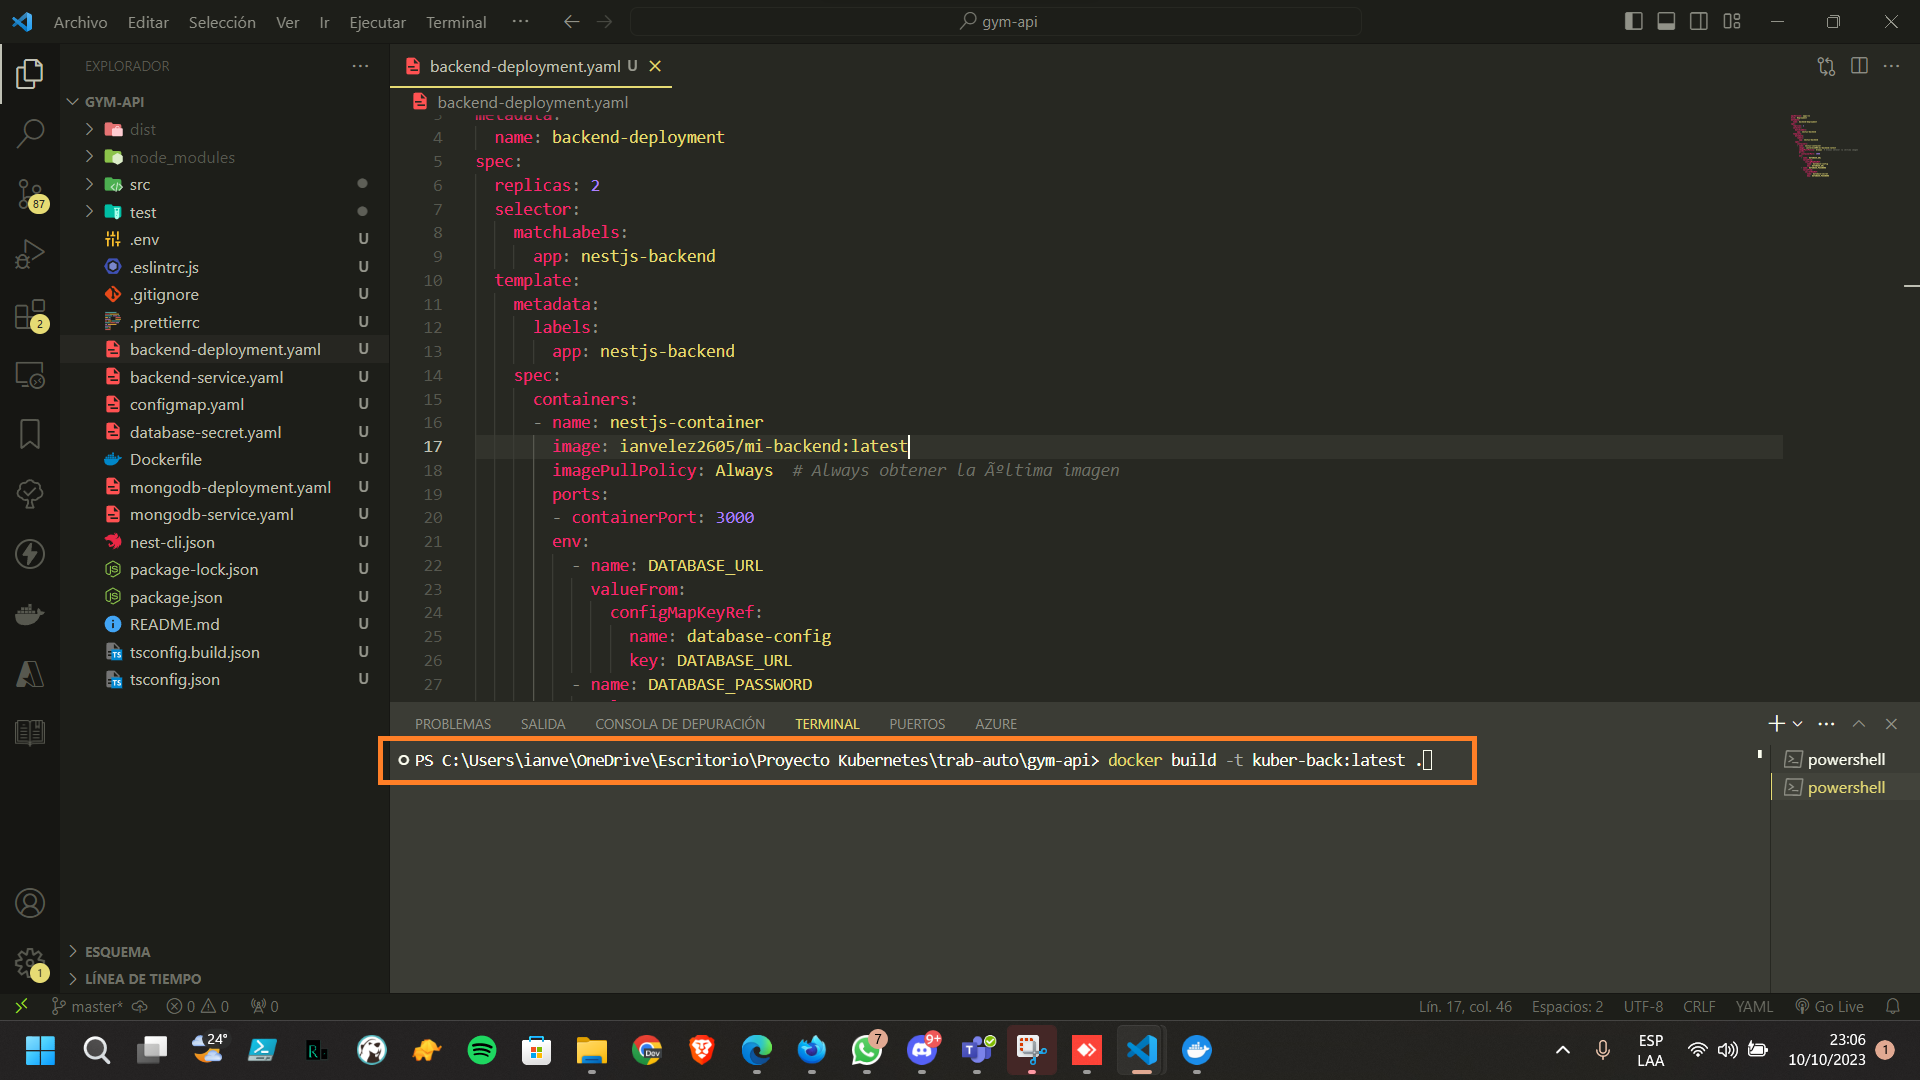 Archivo Editar Selección Ver Ir Ejecutar Terminal ··· gym-api
EXPLORADOR ···
GYM-API
dist
node_modules
src
test
.env U
.eslintrc.js U
.gitignore U
.prettierrc U
backend-deployment.yaml U
backend-service.yaml U
configmap.yaml U
database-secret.yaml U
Dockerfile U
mongodb-deployment.yaml U
mongodb-service.yaml U
nest-cli.json U
package-lock.json U
package.json U
README.md U
tsconfig.build.json U
tsconfig.json U
ESQUEMA
LÍNEA DE TIEMPO
87
2
1
backend-deployment.yaml U
backend-deployment.yaml
3 metadata:
4 name: backend-deployment
5 spec:
6 replicas: 2
7 selector:
8 matchLabels:
9 app: nestjs-backend
10 template:
11 metadata:
12 labels:
13 app: nestjs-backend
14 spec:
15 containers:
16 - name: nestjs-container
17 image: ianvelez2605/mi-backend:latest
18 imagePullPolicy: Always # Always obtener la Ãºltima imagen
19 ports:
20 - containerPort: 3000
21 env:
22 - name: DATABASE_URL
23 valueFrom:
24 configMapKeyRef:
25 name: database-config
26 key: DATABASE_URL
27 - name: DATABASE_PASSWORD
PROBLEMAS SALIDA CONSOLA DE DEPURACIÓN TERMINAL PUERTOS AZURE
PS C:\Users\ianve\OneDrive\Escritorio\Proyecto Kubernetes\trab-auto\gym-api> docker build -t kuber-back:latest .
powershell
powershell
master* 0 0 0 Lín. 17, col. 46 Espacios: 2 UTF-8 CRLF YAML Go Live
24° Dev 7 9+ ESP 23:06
LAA 10/10/2023 1